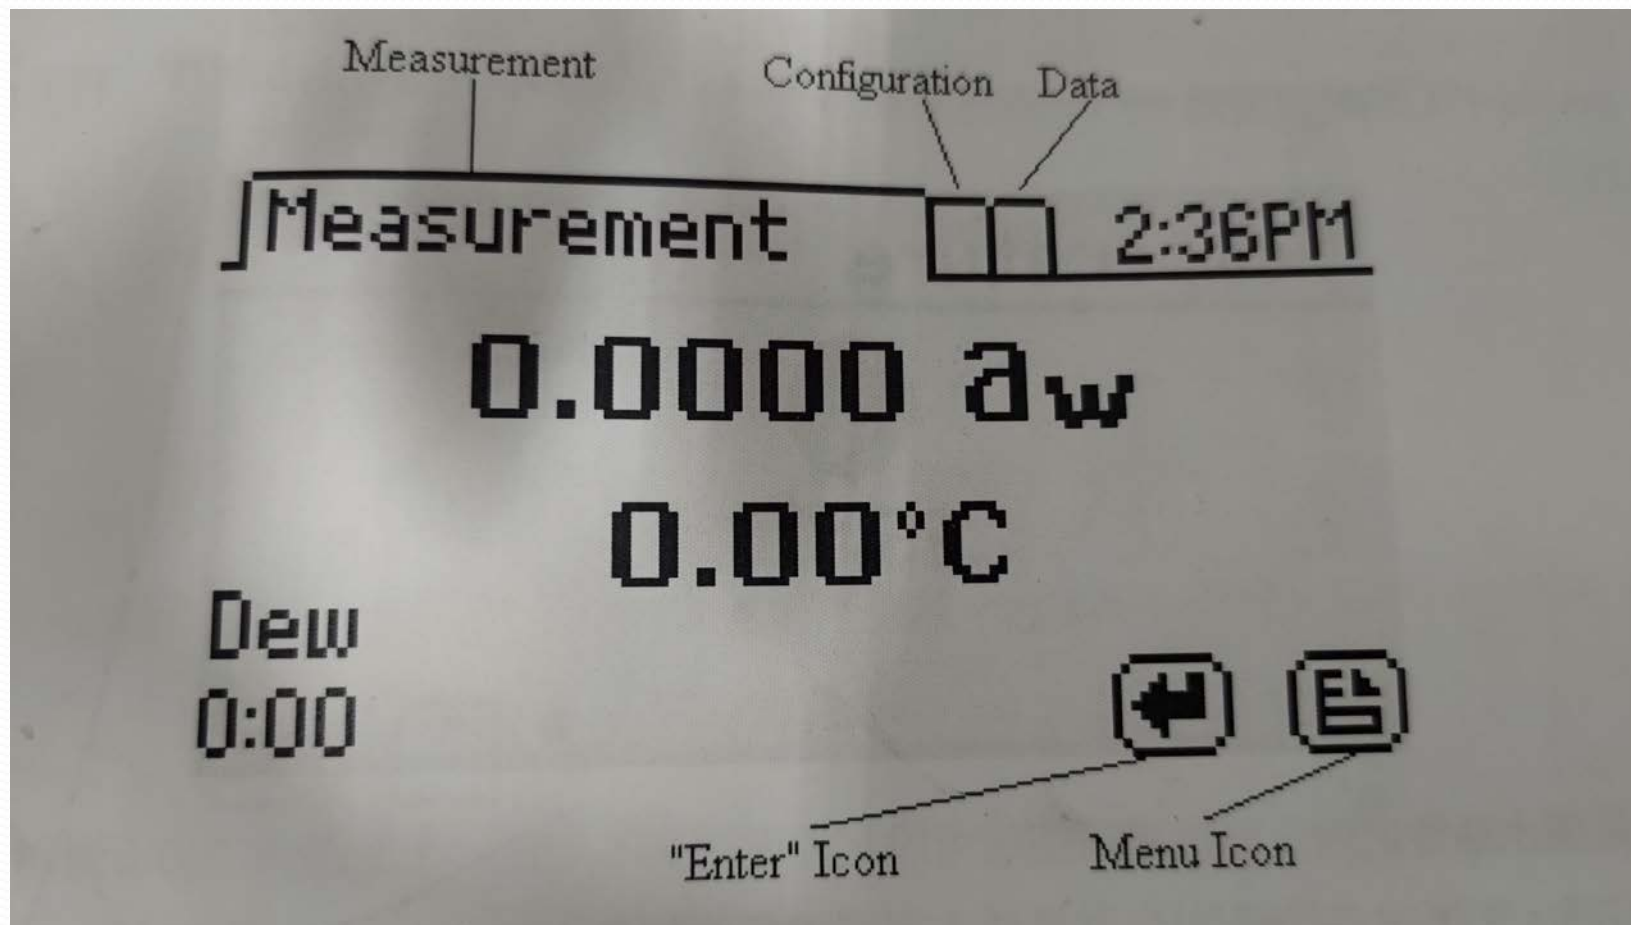 Measurement
Configuration Data
Measurement 2:36PM
0.0000 aw
0.00°C
Dew
0:00
"Enter" Icon
Menu Icon